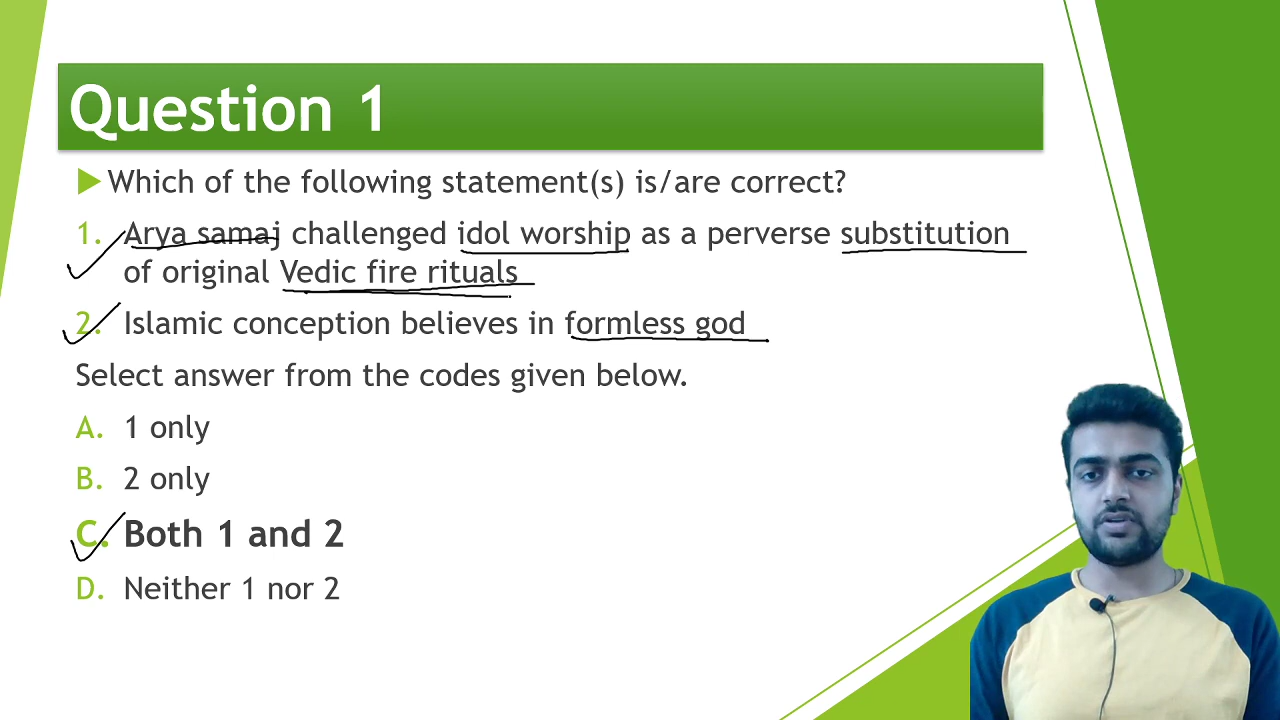 Question 1
Which of the following statement(s) is/are correct?
1. Arya samaj challenged idol worship as a perverse substitution
of original Vedic fire rituals
2. Islamic conception believes in formless god
Select answer from the codes given below.
A. 1 only
B. 2 only
C. Both 1 and 2
D. Neither 1 nor 2